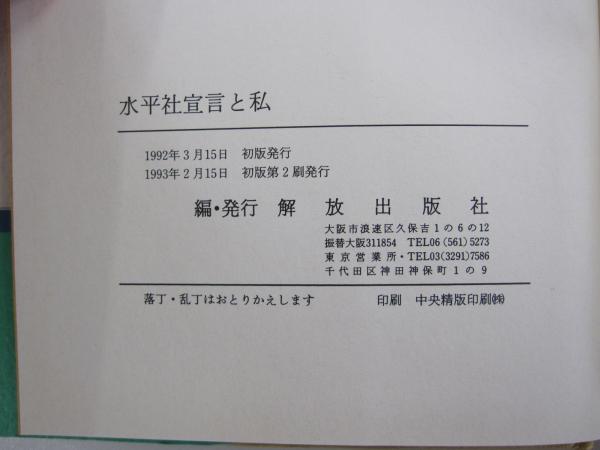 水平社宣言と私
1992年3月15日 初版発行
1993年2月15日 初版第2刷発行
編・発行 解放出版社
大阪市浪速区久保吉1の6の12
振替大阪311854 TEL06(561)5273
東京営業所・TEL03(3291)7586
千代田区神田神保町1の9
落丁・乱丁はおとりかえします 印刷 中央精版印刷㈱